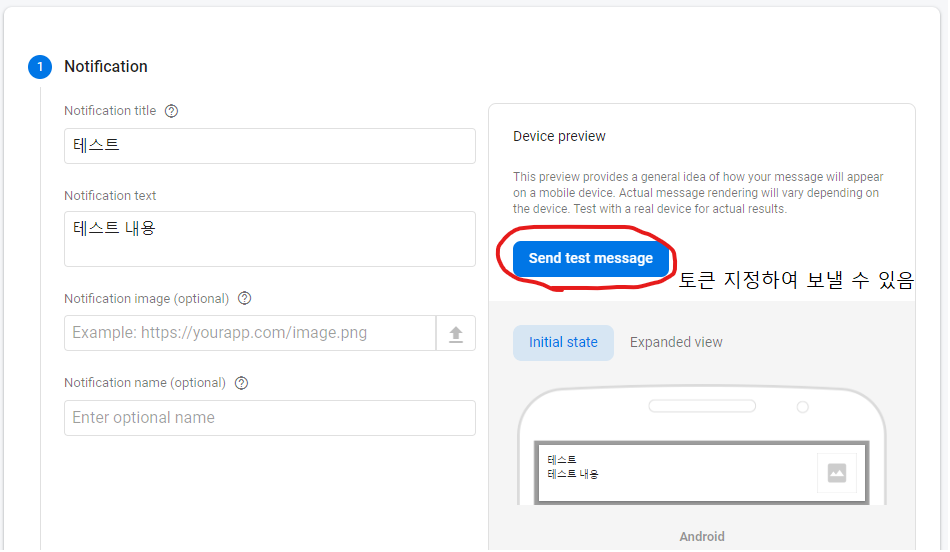 1
Notification
Notification title
테스트
Notification text
테스트 내용
Notification image (optional)
Example: https://yourapp.com/image.png
Notification name (optional)
Enter optional name
Device preview
This preview provides a general idea of how your message will appear
on a mobile device. Actual message rendering will vary depending on
the device. Test with a real device for actual results.
Send test message
토큰 지정하여 보낼 수 있음
Initial state
Expanded view
테스트
테스트 내용
Android